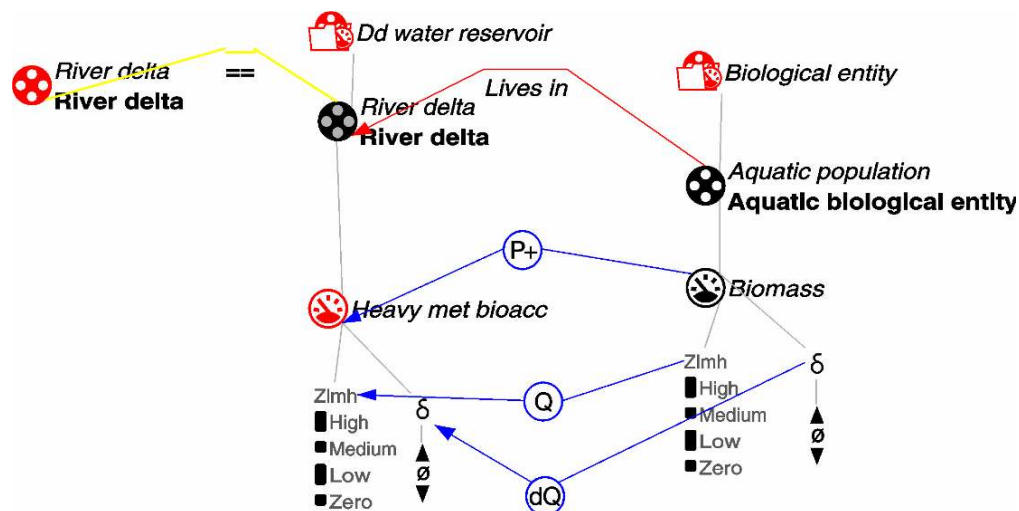 Dd water reservoir
Biological entity
River delta
==
River delta
River delta
River delta
Lives in
Aquatic population
Aquatic biological entity
P+
Heavy met bioacc
Biomass
Zlmh
δ
High
Medium
Low
Zero
ø
Q
dQ
Zlmh
δ
High
Medium
Low
Zero
ø